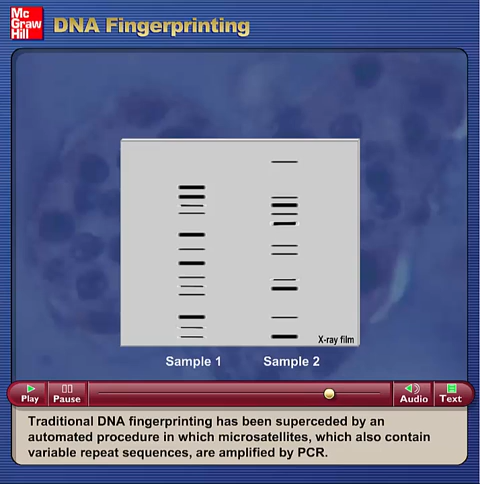 Mc
Graw
Hill
DNA Fingerprinting
X-ray film
Sample 1 Sample 2
Play Pause Audio Text
Traditional DNA fingerprinting has been superceded by an
automated procedure in which microsatellites, which also contain
variable repeat sequences, are amplified by PCR.